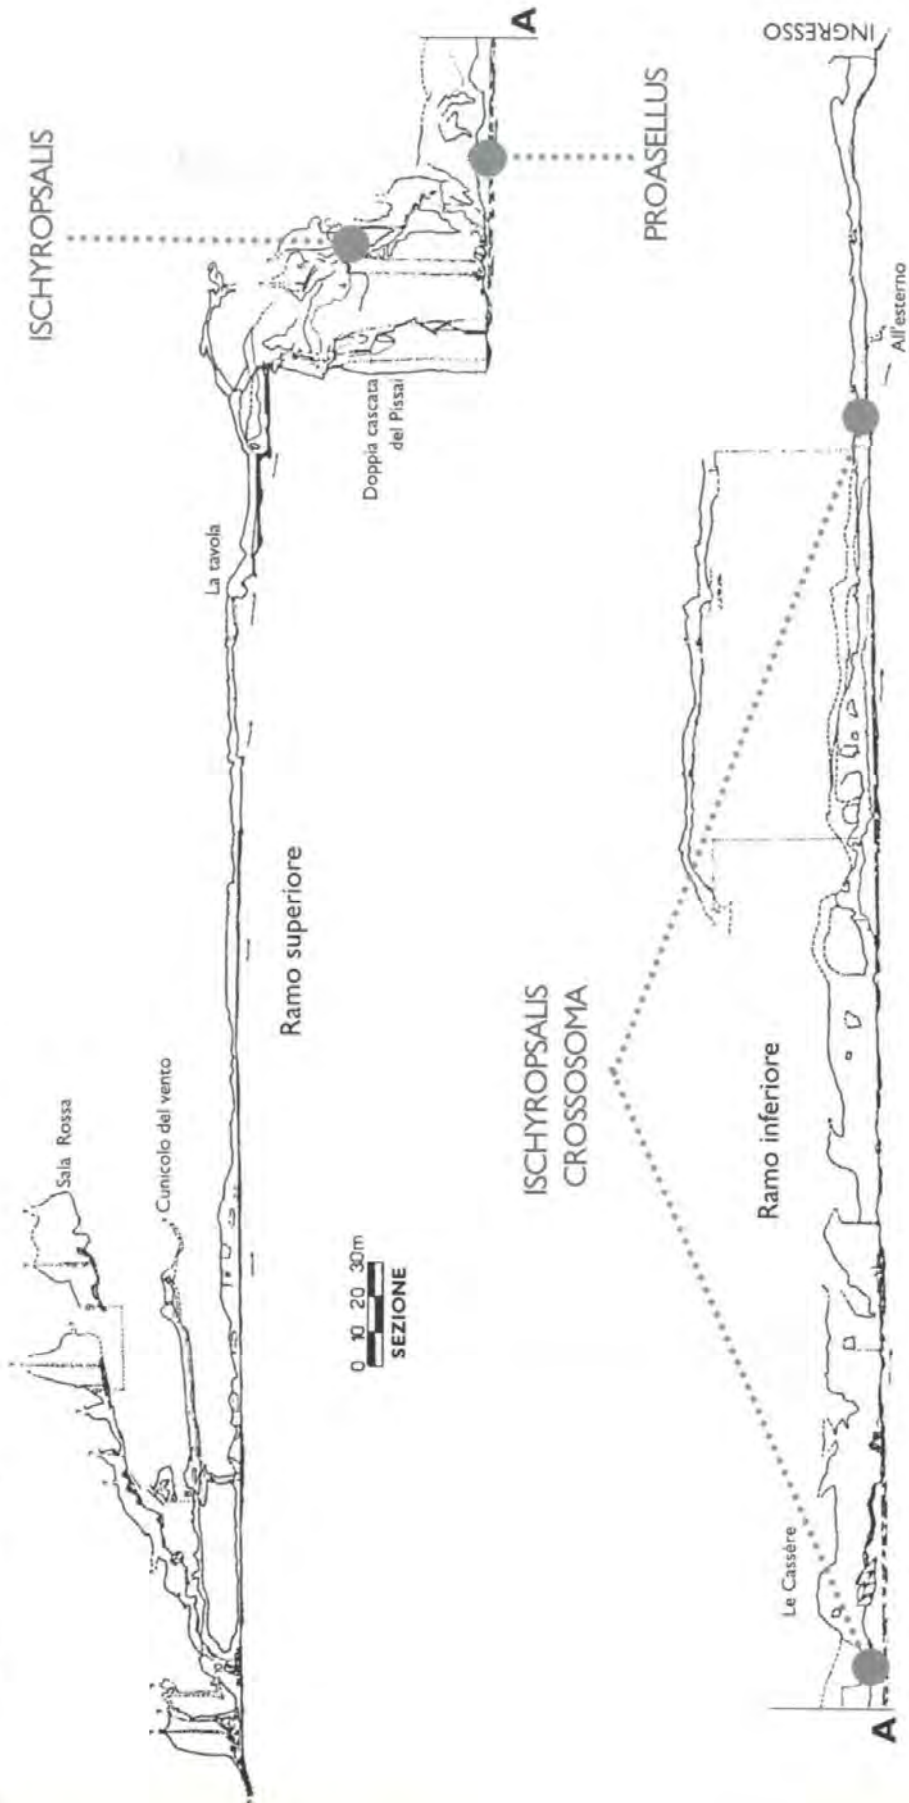 ISCHYROPSALIS
A
PROASELLUS
Doppia cascata
del Pissai
La tavola
Ramo superiore
Sala Rossa
Cunicolo del vento
0 10 20 30m
SEZIONE
INGRESSO
All'esterno
ISCHYROPSALIS
CROSSOSOMA
Ramo inferiore
Le Cassère
A